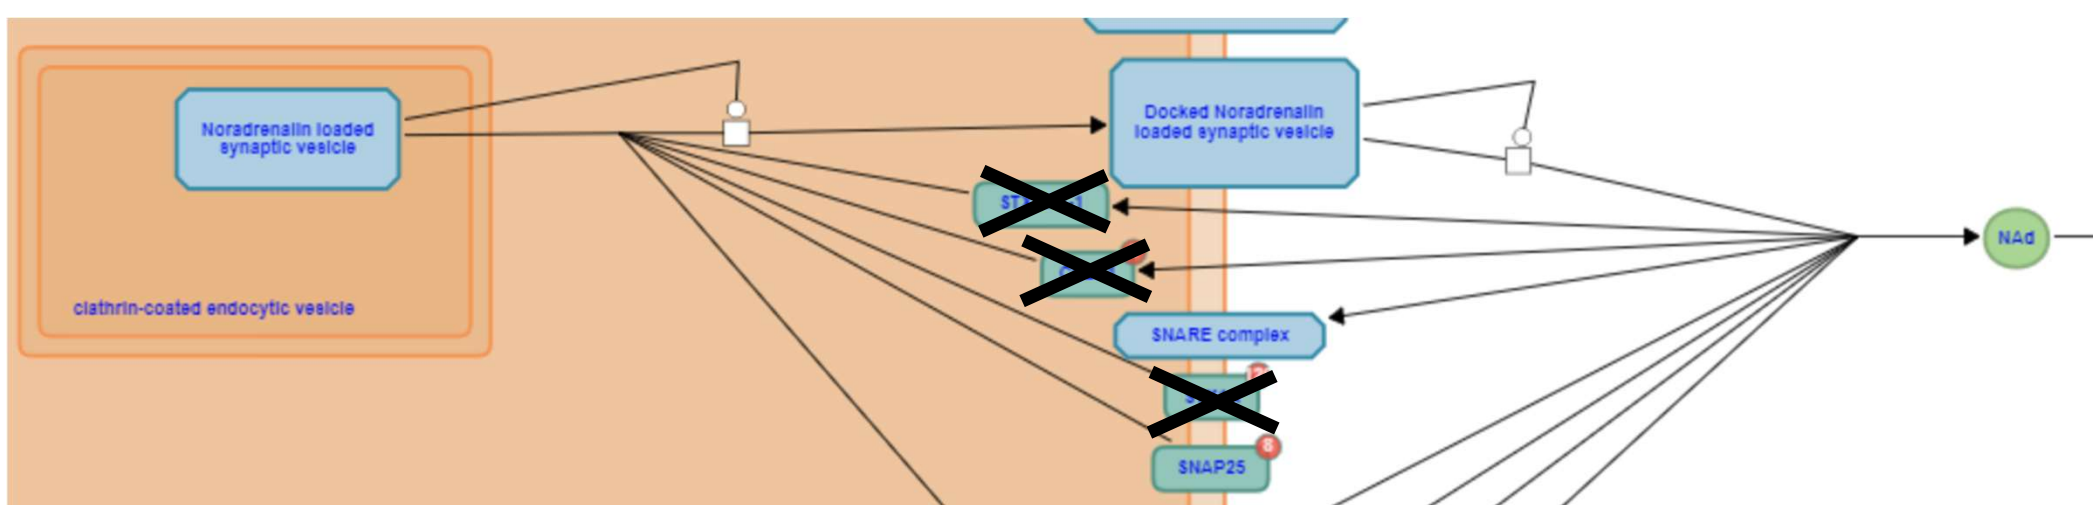 Noradrenalin loaded
synaptic vesicle
clathrin-coated endocytic vesicle
Docked Noradrenalin
loaded synaptic vesicle
SNARE complex
8
SNAP25
NAd